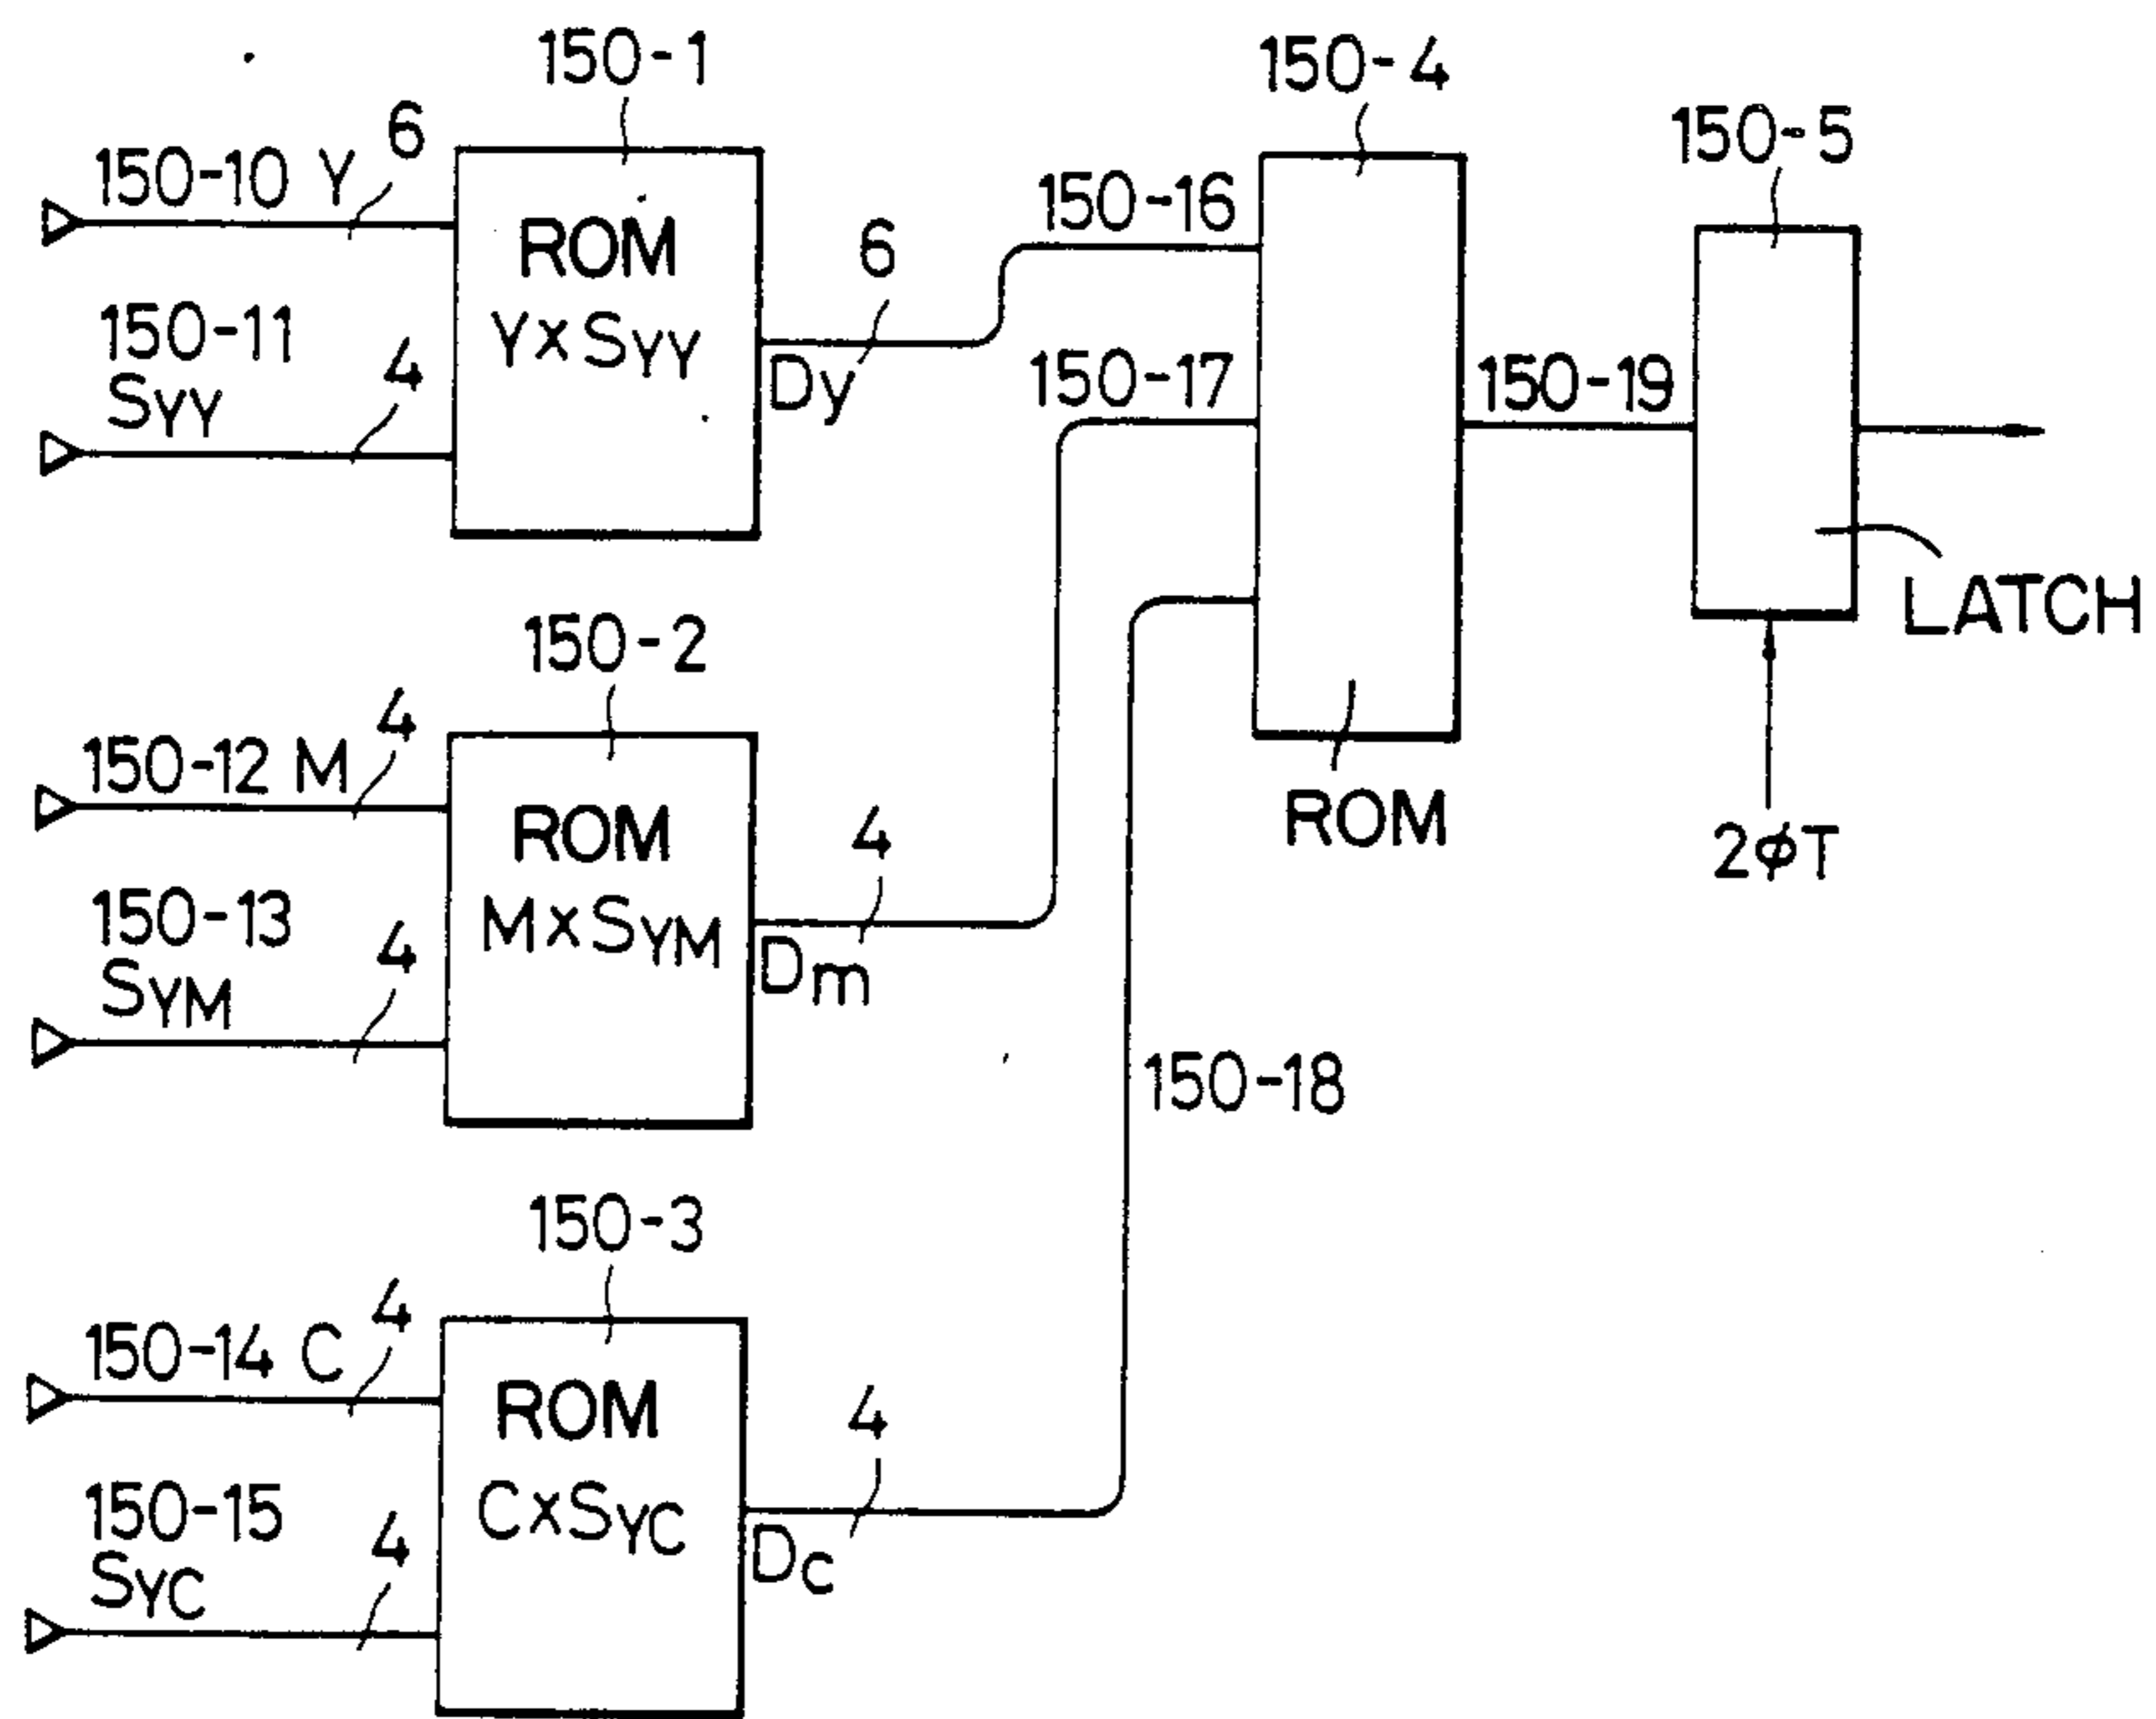 150-1
150-10 Y
6
ROM
Y×SYY
150-11
SYY
4
6
Dy
150-16
150-17
150-4
ROM
150-19
150-5
LATCH
2φT
150-2
150-12 M
4
ROM
M×SYM
150-13
SYM
4
4
Dm
150-18
150-3
150-14 C
4
ROM
C×SYC
150-15
SYC
4
4
Dc